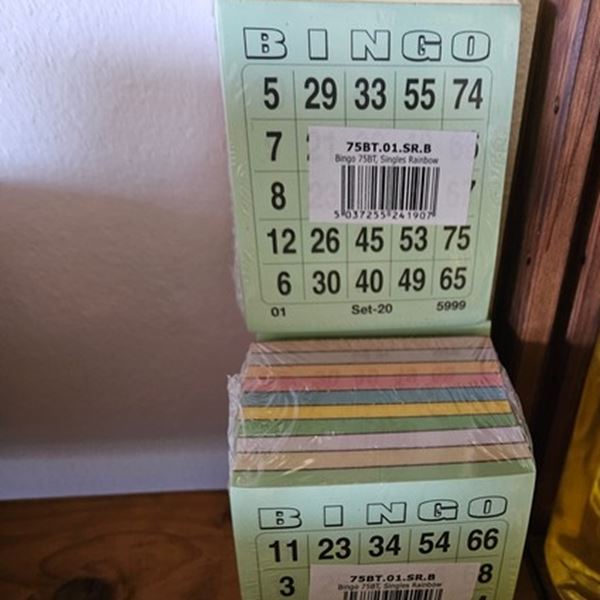 BINGO
5 29 33 55 74
7
75BT.01.SR.B
Bingo 75BT, Singles Rainbow
8
5 037255 241907
12 26 45 53 75
6 30 40 49 65
01 Set-20 5999
BINGO
11 23 34 54 66
3 8
75BT.01.SR.B
Bingo 75BT, Singles Rainbow